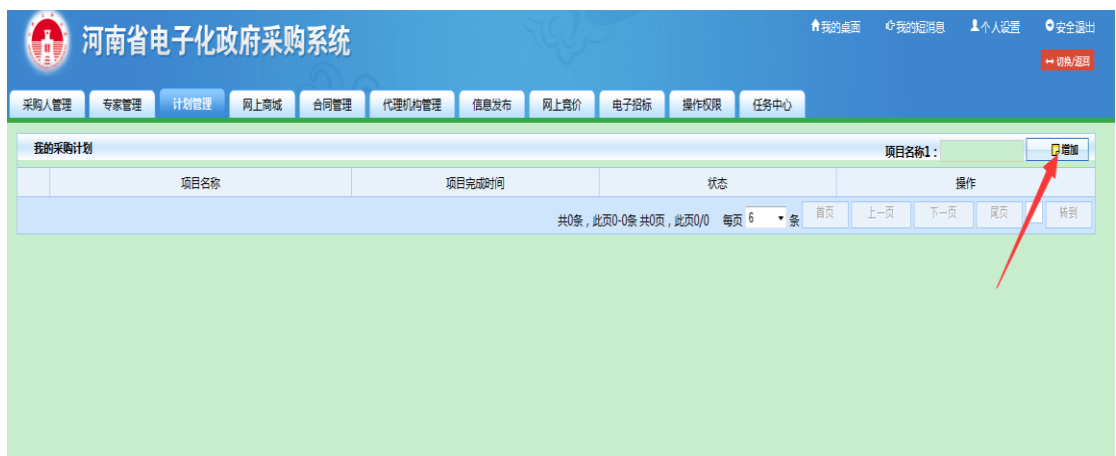 河南省电子化政府采购系统
我的桌面 我的短消息 个人设置 安全退出
切换/返回
采购人管理 专家管理 计划管理 网上商城 合同管理 代理机构管理 信息发布 网上竞价 电子招标 操作权限 任务中心
我的采购计划 项目名称1： 增加
项目名称 项目完成时间 状态 操作
共0条，此页0-0条 共0页，此页0/0 每页 6 条 首页 上一页 下一页 尾页 转到